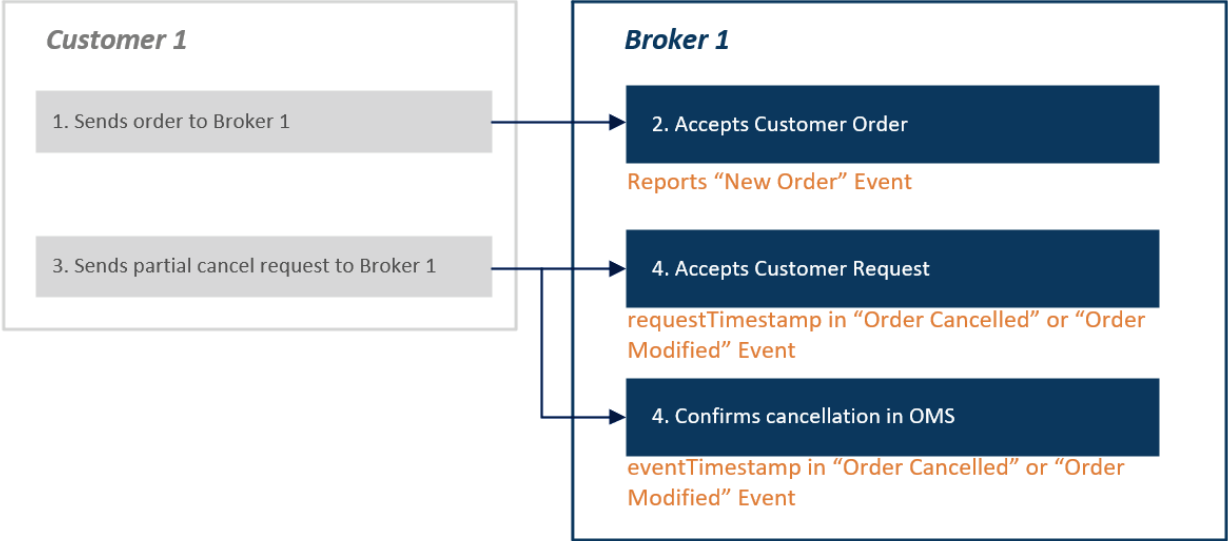 Customer 1
1. Sends order to Broker 1
3. Sends partial cancel request to Broker 1
Broker 1
2. Accepts Customer Order
Reports “New Order” Event
4. Accepts Customer Request
requestTimestamp in “Order Cancelled” or “Order
Modified” Event
4. Confirms cancellation in OMS
eventTimestamp in “Order Cancelled” or “Order
Modified” Event